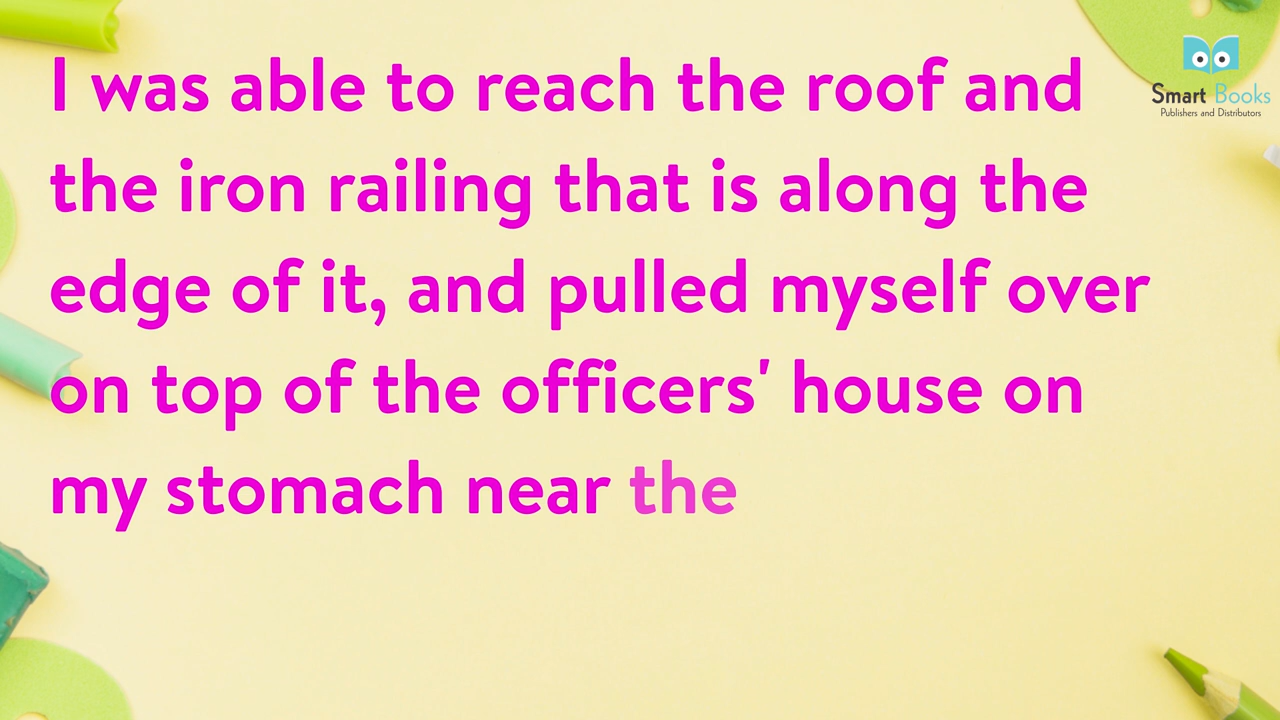 I was able to reach the roof and
the iron railing that is along the
edge of it, and pulled myself over
on top of the officers' house on
my stomach near the
Smart Books
Publishers and Distributors